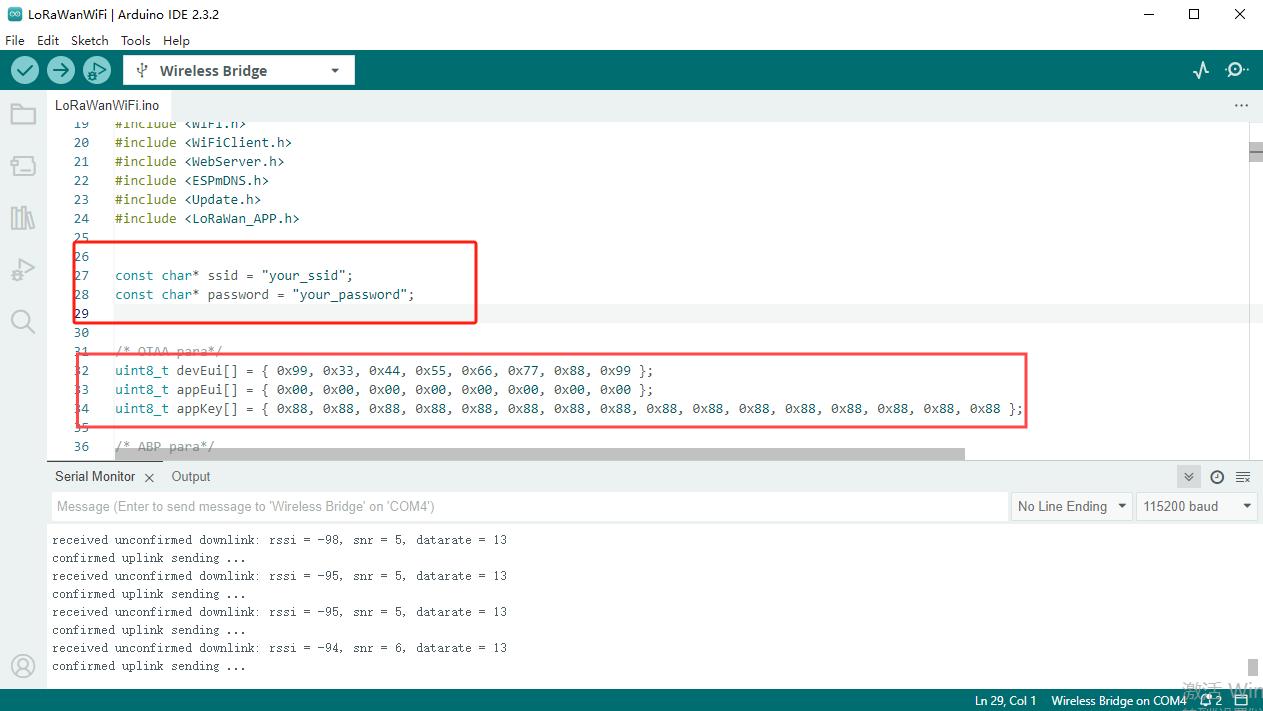 LoRaWanWiFi | Arduino IDE 2.3.2
File Edit Sketch Tools Help
Wireless Bridge
LoRaWanWiFi.ino
19 #include <WiFi.h>
20 #include <WiFiClient.h>
21 #include <WebServer.h>
22 #include <ESPmDNS.h>
23 #include <Update.h>
24 #include <LoRaWan_APP.h>
25
26
27 const char* ssid = "your_ssid";
28 const char* password = "your_password";
29
30
31 /* OTAA para*/
32 uint8_t devEui[] = { 0x99, 0x33, 0x44, 0x55, 0x66, 0x77, 0x88, 0x99 };
33 uint8_t appEui[] = { 0x00, 0x00, 0x00, 0x00, 0x00, 0x00, 0x00, 0x00 };
34 uint8_t appKey[] = { 0x88, 0x88, 0x88, 0x88, 0x88, 0x88, 0x88, 0x88, 0x88, 0x88, 0x88, 0x88, 0x88, 0x88, 0x88, 0x88 };
35
36 /* ABP para*/
Serial Monitor Output
Message (Enter to send message to 'Wireless Bridge' on 'COM4')
No Line Ending
115200 baud
received unconfirmed downlink: rssi = -98, snr = 5, datarate = 13
confirmed uplink sending ...
received unconfirmed downlink: rssi = -95, snr = 5, datarate = 13
confirmed uplink sending ...
received unconfirmed downlink: rssi = -95, snr = 5, datarate = 13
confirmed uplink sending ...
received unconfirmed downlink: rssi = -94, snr = 6, datarate = 13
confirmed uplink sending ...
激活 Win
Ln 29, Col 1 Wireless Bridge on COM4 2